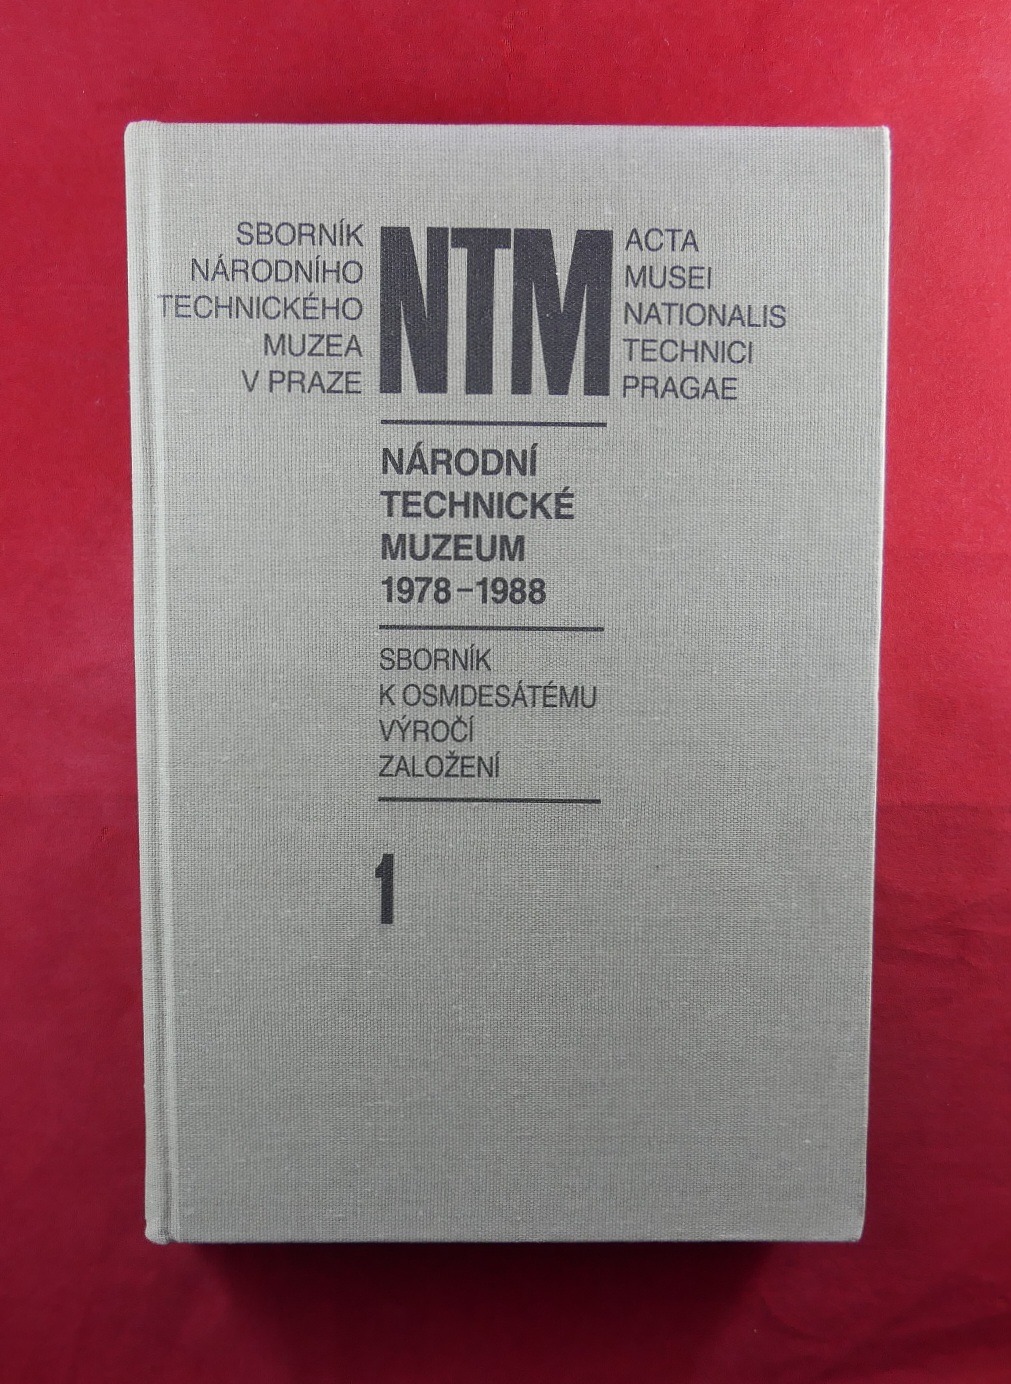 SBORNÍK
NÁRODNÍHO
TECHNICKÉHO
MUZEA
V PRAZE
NTM
ACTA
MUSEI
NATIONALIS
TECHNICI
PRAGAE
NÁRODNÍ
TECHNICKÉ
MUZEUM
1978–1988
SBORNÍK
K OSMDESÁTÉMU
VÝROČÍ
ZALOŽENÍ
1